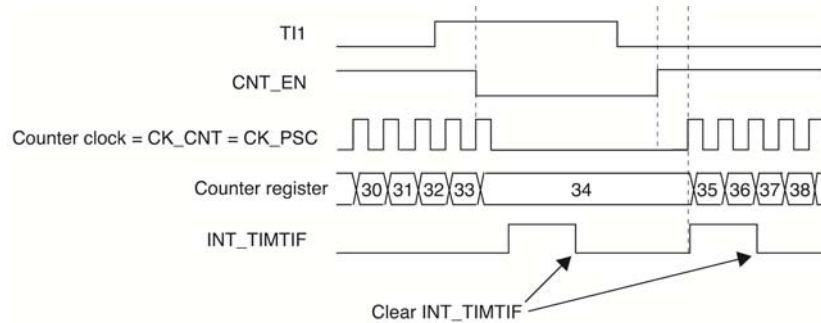 TI1
CNT_EN
Counter clock = CK_CNT = CK_PSC
Counter register 30 31 32 33 34 35 36 37 38
INT_TIMTIF
Clear INT_TIMTIF